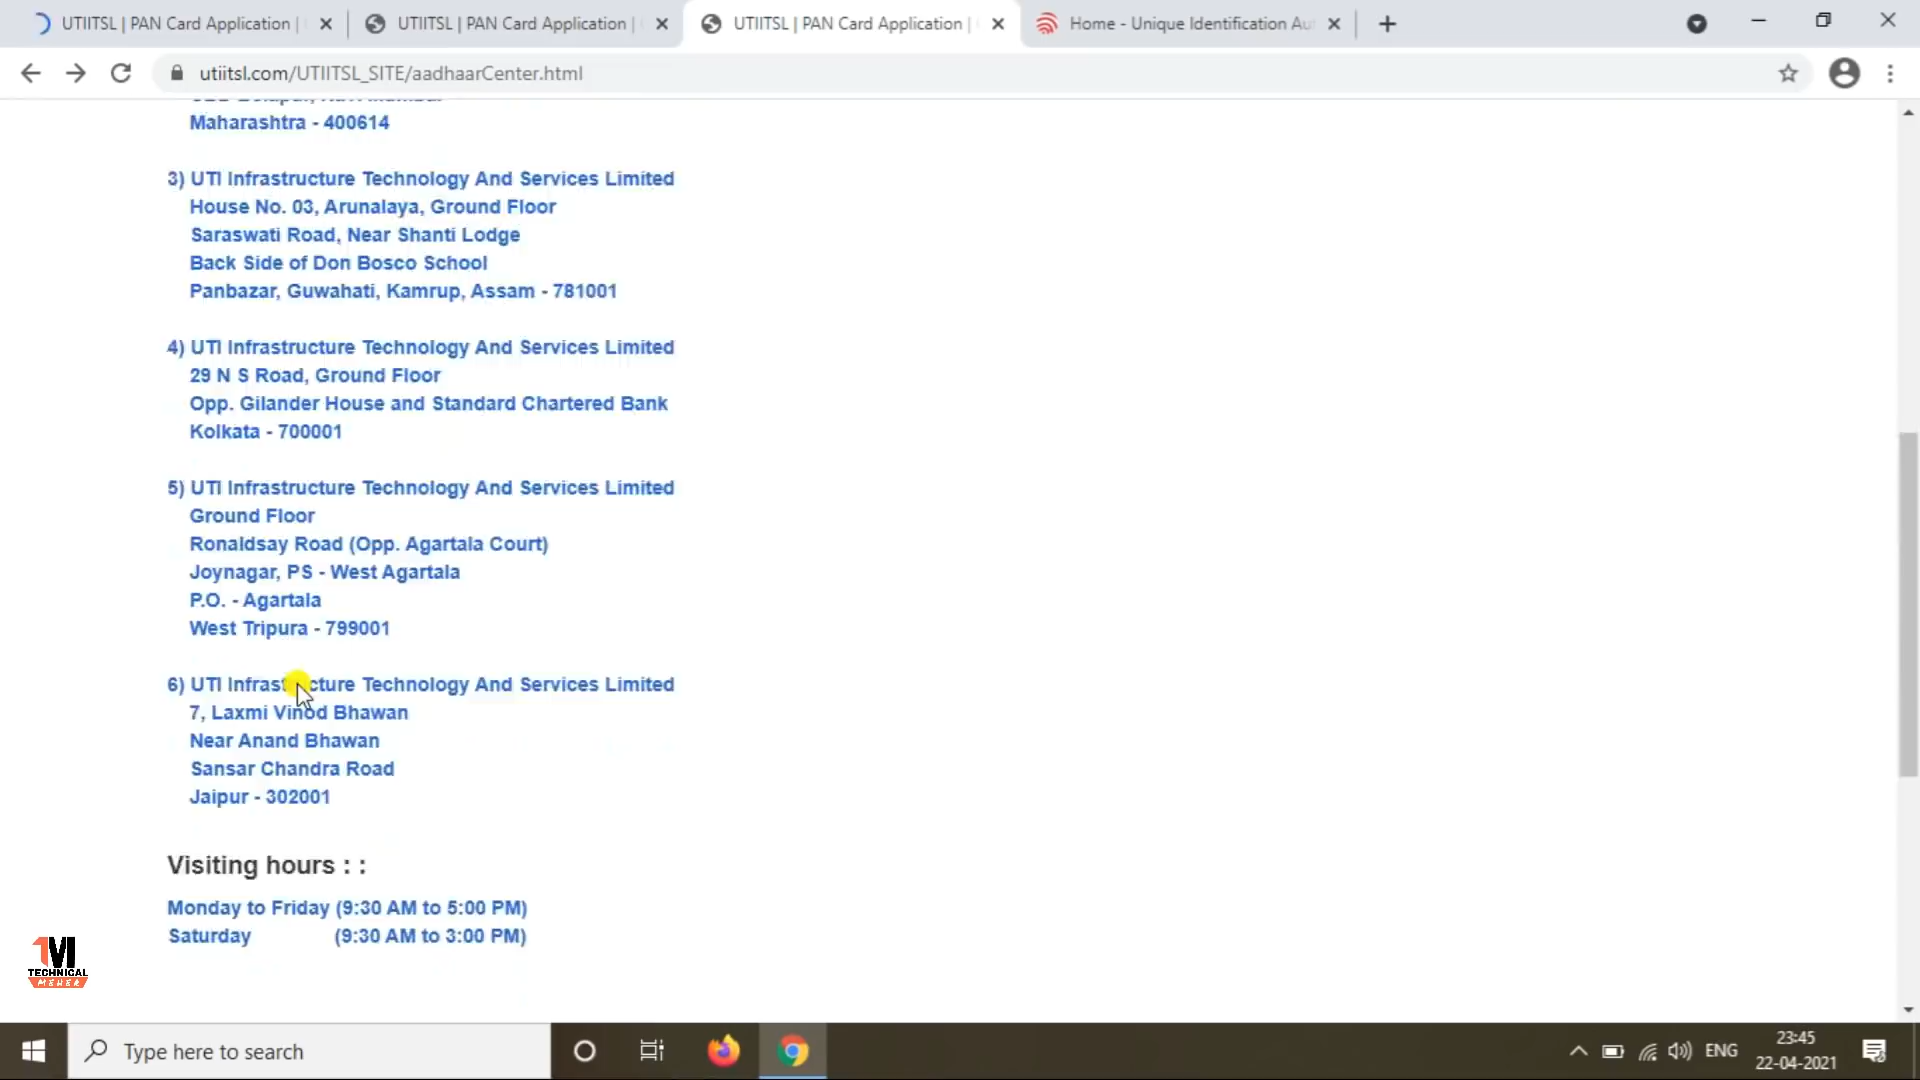 UTIITSL | PAN Card Application |
UTIITSL | PAN Card Application |
UTIITSL | PAN Card Application |
Home - Unique Identification Au
utiitsl.com/UTIITSL_SITE/aadhaarCenter.html
Maharashtra - 400614
3) UTI Infrastructure Technology And Services Limited
House No. 03, Arunalaya, Ground Floor
Saraswati Road, Near Shanti Lodge
Back Side of Don Bosco School
Panbazar, Guwahati, Kamrup, Assam - 781001
4) UTI Infrastructure Technology And Services Limited
29 N S Road, Ground Floor
Opp. Gilander House and Standard Chartered Bank
Kolkata - 700001
5) UTI Infrastructure Technology And Services Limited
Ground Floor
Ronaldsay Road (Opp. Agartala Court)
Joynagar, PS - West Agartala
P.O. - Agartala
West Tripura - 799001
6) UTI Infrastructure Technology And Services Limited
7, Laxmi Vinod Bhawan
Near Anand Bhawan
Sansar Chandra Road
Jaipur - 302001
Visiting hours : :
Monday to Friday (9:30 AM to 5:00 PM)
Saturday (9:30 AM to 3:00 PM)
TECHNICAL
MEHER
Type here to search
ENG
23:45
22-04-2021